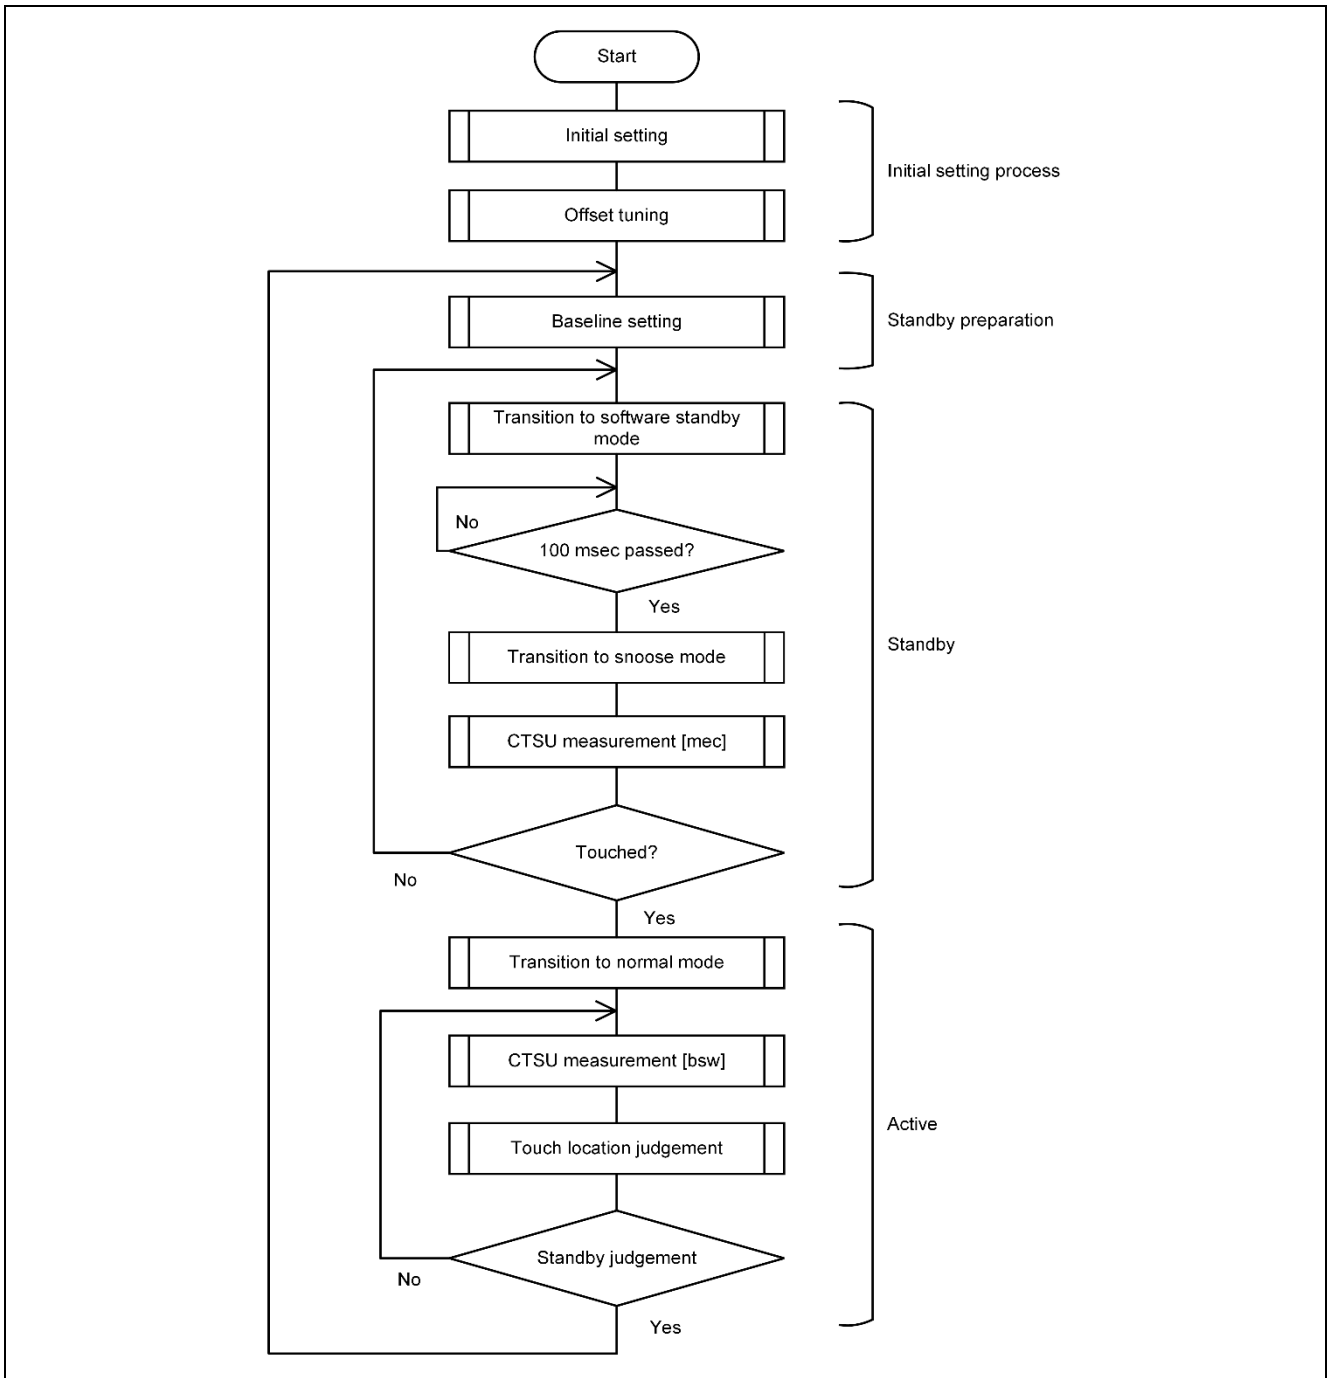 Start
Initial setting
Initial setting process
Offset tuning
Baseline setting
Standby preparation
Transition to software standby
mode
No
100 msec passed?
Yes
Standby
Transition to snoose mode
CTSU measurement [mec]
Touched?
No
Yes
Transition to normal mode
CTSU measurement [bsw]
Active
Touch location judgement
Standby judgement
No
Yes